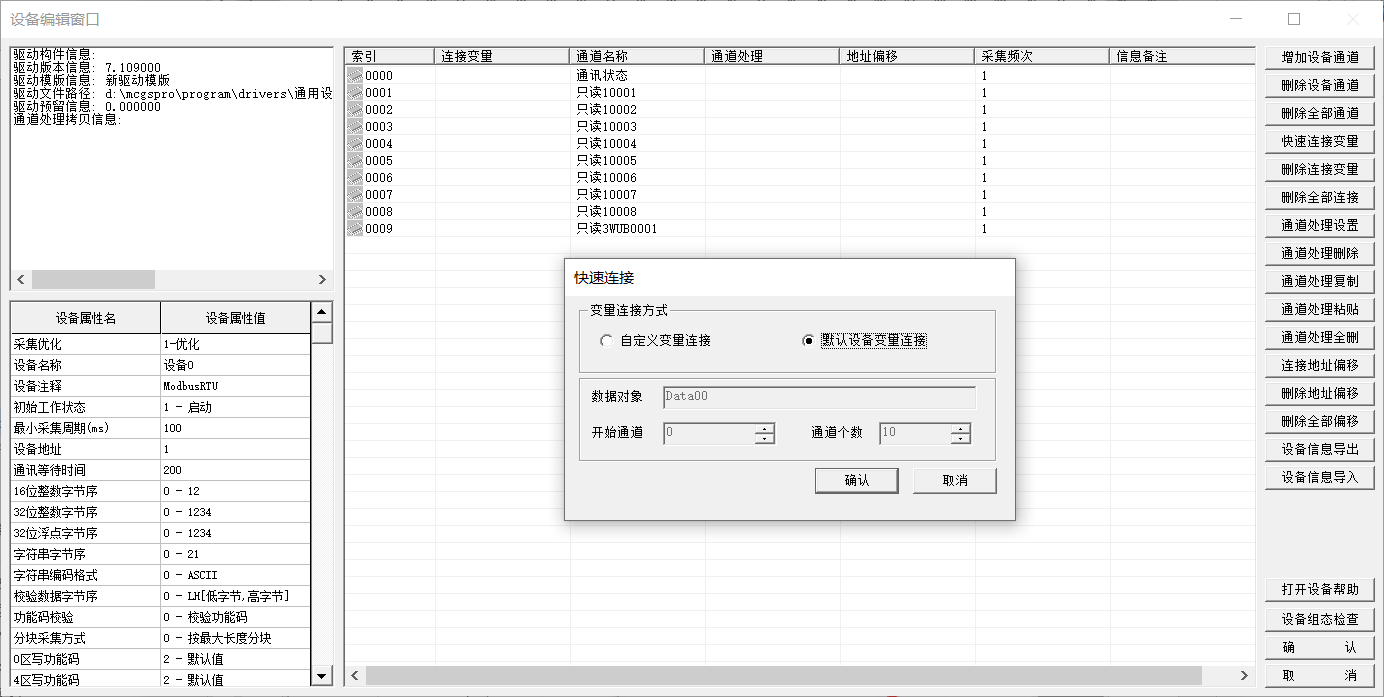 设备编辑窗口
驱动构件信息:
驱动版本信息: 7.109000
驱动模版信息: 新驱动模版
驱动文件路径: d:\mcgspro\program\drivers\通用设
驱动预留信息: 0.000000
通道处理拷贝信息:
设备属性名 设备属性值
采集优化 1-优化
设备名称 设备0
设备注释 ModbusRTU
初始工作状态 1 - 启动
最小采集周期(ms) 100
设备地址 1
通讯等待时间 200
16位整数字节序 0 - 12
32位整数字节序 0 - 1234
32位浮点字节序 0 - 1234
字符串字节序 0 - 21
字符串编码格式 0 - ASCII
校验数据字节序 0 - LH[低字节,高字节]
功能码校验 0 - 校验功能码
分块采集方式 0 - 按最大长度分块
0区写功能码 2 - 默认值
4区写功能码 2 - 默认值
索引 连接变量 通道名称 通道处理 地址偏移 采集频次 信息备注
0000 通讯状态 1
0001 只读10001 1
0002 只读10002 1
0003 只读10003 1
0004 只读10004 1
0005 只读10005 1
0006 只读10006 1
0007 只读10007 1
0008 只读10008 1
0009 只读3WUB0001 1
快速连接
变量连接方式
自定义变量连接 默认设备变量连接
数据对象 Data00
开始通道 0 通道个数 10
确认 取消
增加设备通道
删除设备通道
删除全部通道
快速连接变量
删除连接变量
删除全部连接
通道处理设置
通道处理删除
通道处理复制
通道处理粘贴
通道处理全删
连接地址偏移
删除地址偏移
删除全部偏移
设备信息导出
设备信息导入
打开设备帮助
设备组态检查
确 认
取 消